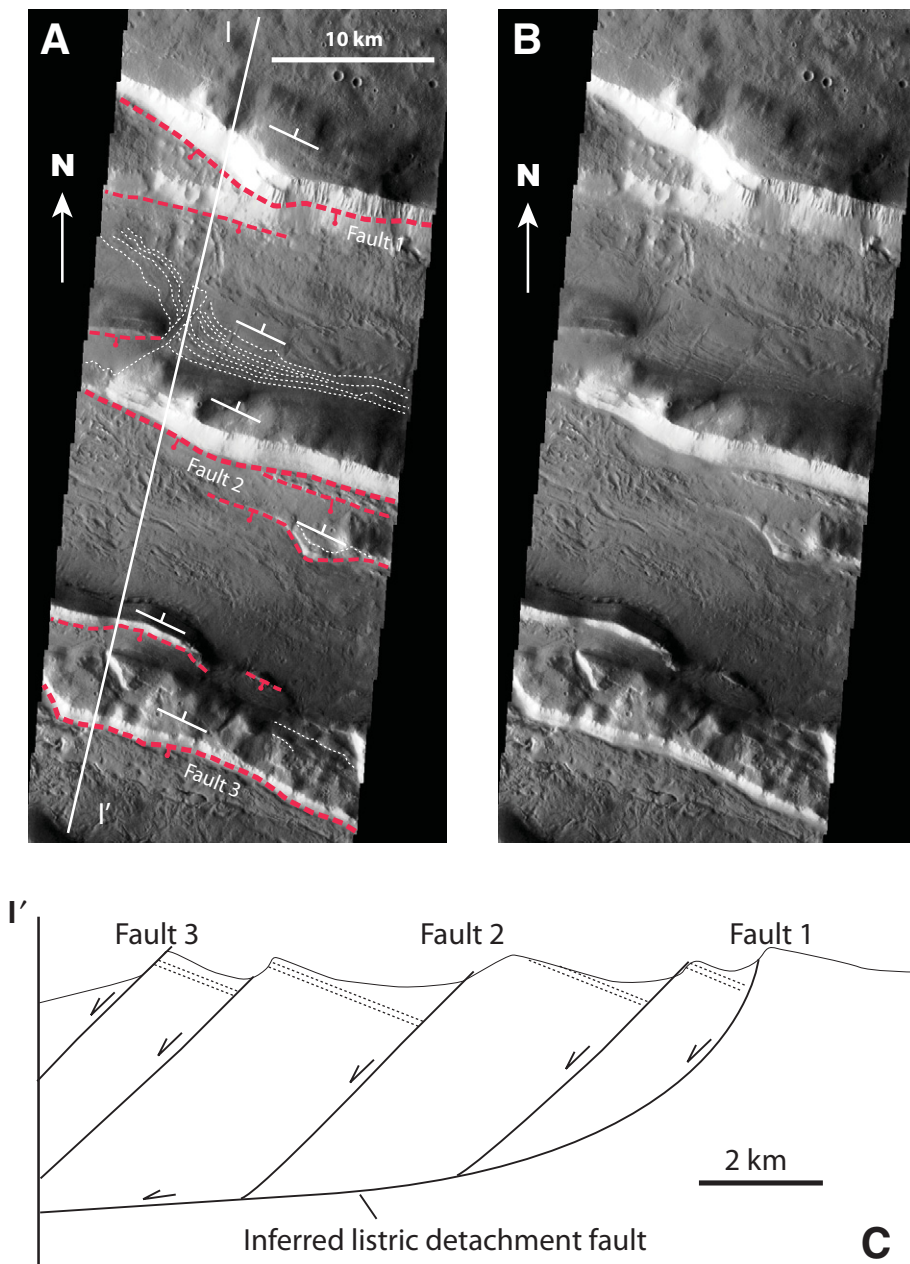 A
I
10 km
N
Fault 1
Fault 2
Fault 3
I′
B
N
I′
Fault 3
Fault 2
Fault 1
2 km
Inferred listric detachment fault
C